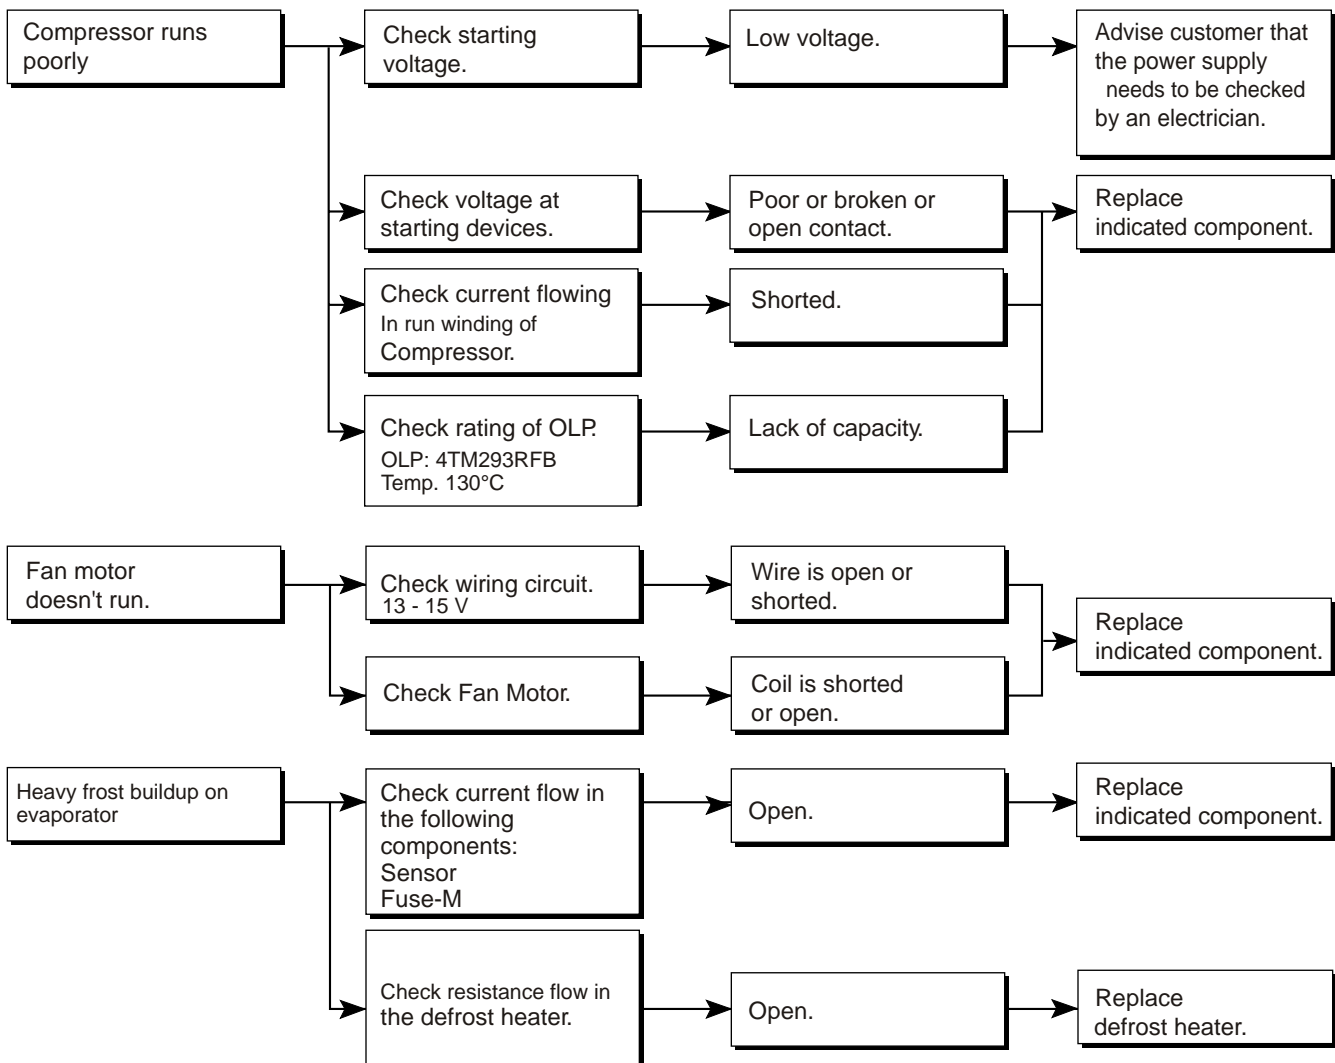 Compressor runs
poorly
Check starting
voltage.
Low voltage.
Advise customer that
the power supply
needs to be checked
by an electrician.
Check voltage at
starting devices.
Poor or broken or
open contact.
Replace
indicated component.
Check current flowing
In run winding of
Compressor.
Shorted.
Check rating of OLP.
OLP: 4TM293RFB
Temp. 130°C
Lack of capacity.
Fan motor
doesn't run.
Check wiring circuit.
13 - 15 V
Wire is open or
shorted.
Replace
indicated component.
Check Fan Motor.
Coil is shorted
or open.
Heavy frost buildup on
evaporator
Check current flow in
the following
components:
Sensor
Fuse-M
Open.
Replace
indicated component.
Check resistance flow in
the defrost heater.
Open.
Replace
defrost heater.